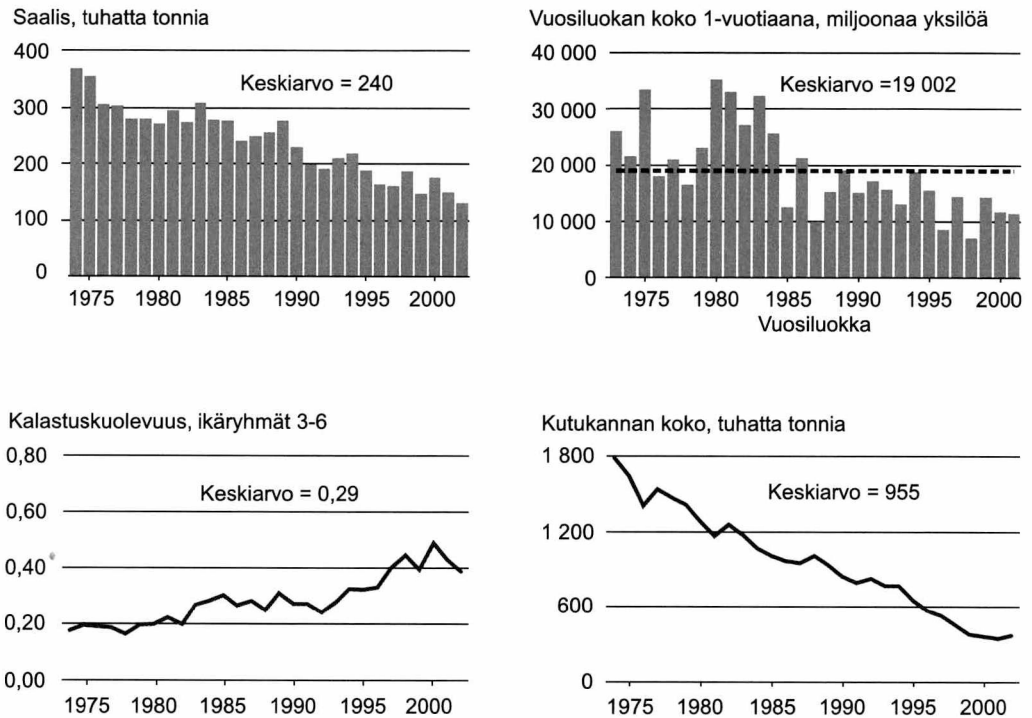 Saalis, tuhatta tonnia
400
300
200
100
0
Keskiarvo = 240
1975 1980 1985 1990 1995 2000
Vuosiluokan koko 1-vuotiaana, miljoonaa yksilöä
40 000
30 000
20 000
10 000
0
Keskiarvo =19 002
1975 1980 1985 1990 1995 2000
Vuosiluokka
Kalastuskuolevuus, ikäryhmät 3-6
0,80
0,60
0,40
0,20
0,00
Keskiarvo = 0,29
1975 1980 1985 1990 1995 2000
Kutukannan koko, tuhatta tonnia
1 800
1 200
600
0
Keskiarvo = 955
1975 1980 1985 1990 1995 2000